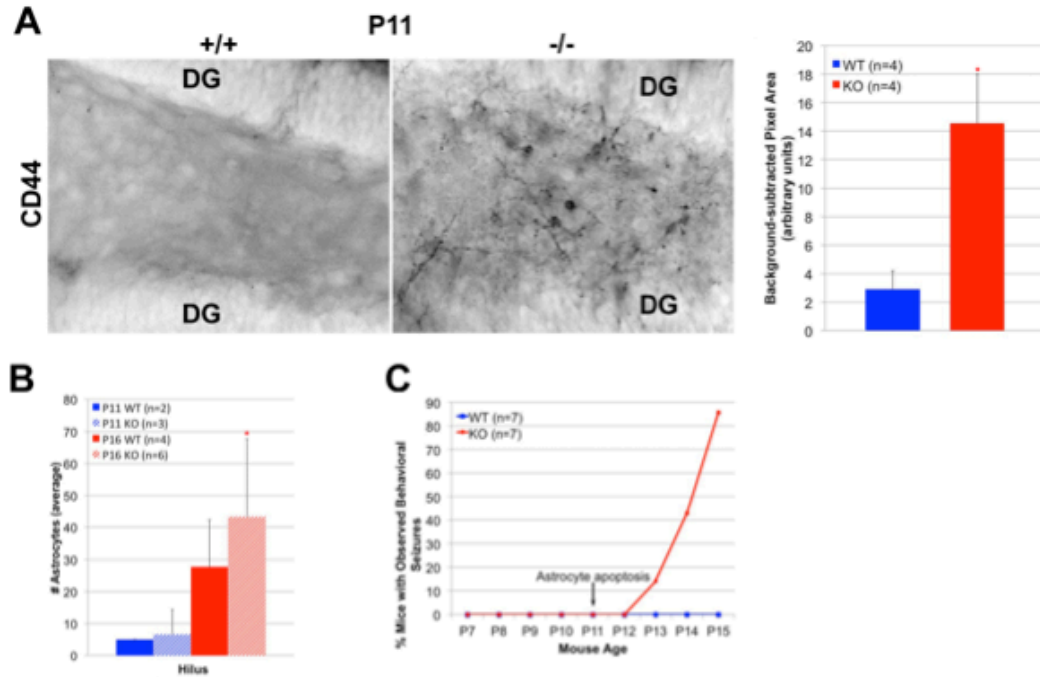 A
P11
+/+
-/-
DG
DG
DG
DG
CD44
Background-subtracted Pixel Area
(arbitrary units)
20
18
16
14
12
10
8
6
4
2
0
WT (n=4)
KO (n=4)
*
B
# Astrocytes (average)
80
70
60
50
40
30
20
10
0
P11 WT (n=2)
P11 KO (n=3)
P16 WT (n=4)
P16 KO (n=6)
*
Hilus
C
% Mice with Observed Behavioral
Seizures
90
80
70
60
50
40
30
20
10
0
WT (n=7)
KO (n=7)
Astrocyte apoptosis
P7 P8 P9 P10 P11 P12 P13 P14 P15
Mouse Age